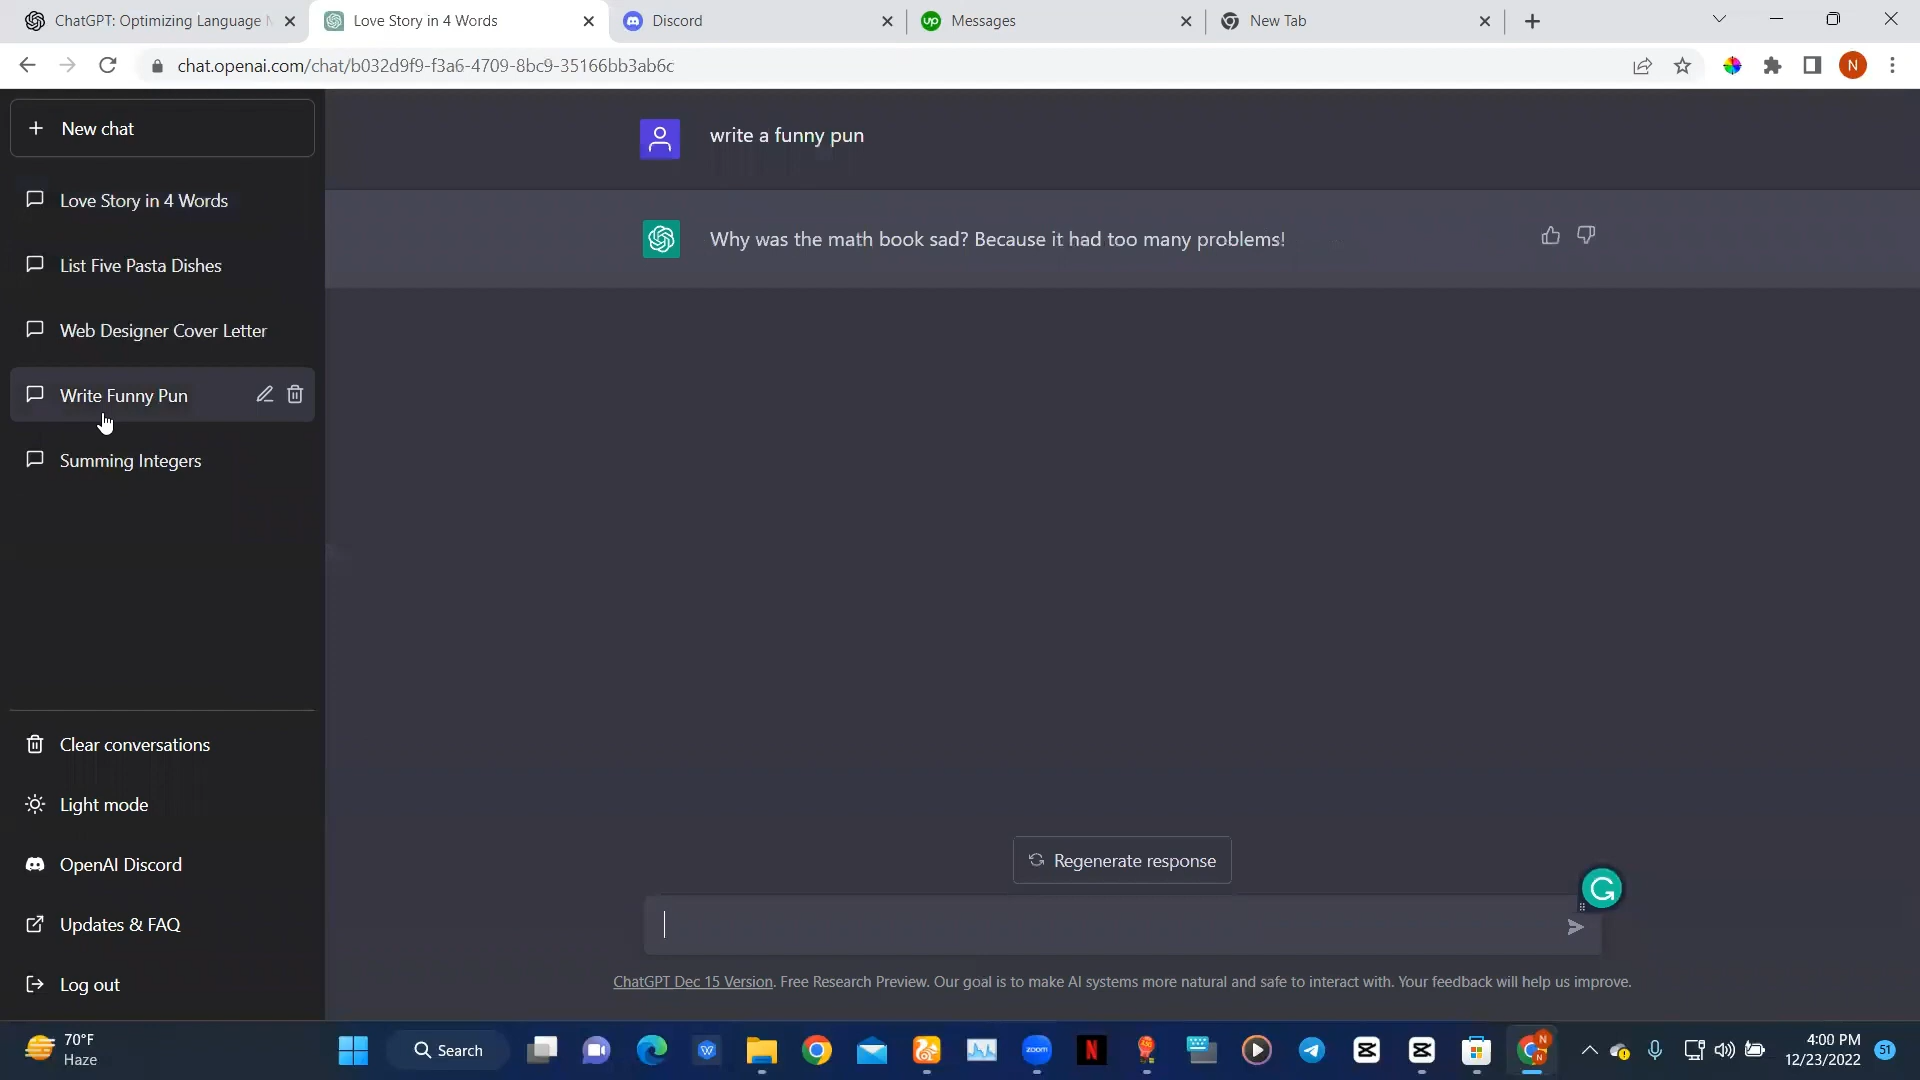 ChatGPT: Optimizing Language
Love Story in 4 Words
Discord
up
Messages
New Tab
chat.openai.com/chat/b032d9f9-f3a6-4709-8bc9-35166bb3ab6c
N
New chat
Love Story in 4 Words
List Five Pasta Dishes
Web Designer Cover Letter
Write Funny Pun
Summing Integers
write a funny pun
Why was the math book sad? Because it had too many problems!
Clear conversations
Light mode
OpenAI Discord
Updates & FAQ
Log out
Regenerate response
G
ChatGPT Dec 15 Version. Free Research Preview. Our goal is to make AI systems more natural and safe to interact with. Your feedback will help us improve.
70°F
Haze
Search
W
zoom
N
N
4:00 PM
12/23/2022
51